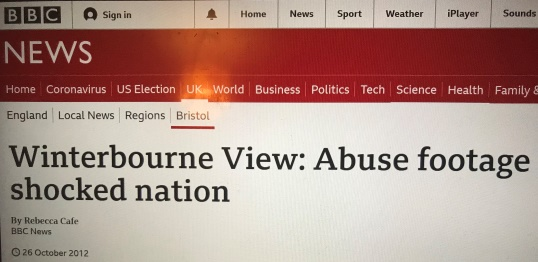 BBC Sign in Home News Sport Weather iPlayer Sounds
NEWS
Home Coronavirus US Election UK World Business Politics Tech Science Health Family &
England Local News Regions Bristol
Winterbourne View: Abuse footage
shocked nation
By Rebecca Cafe
BBC News
26 October 2012